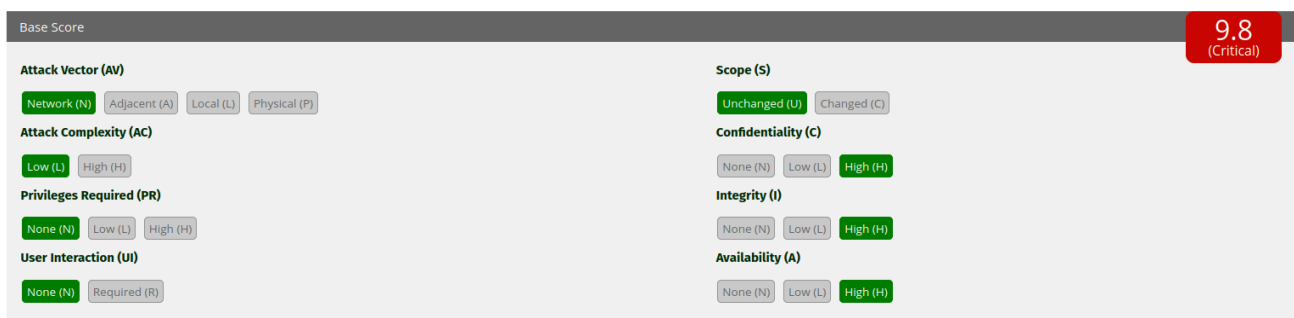 Base Score
9.8
(Critical)
Attack Vector (AV)
Network (N) Adjacent (A) Local (L) Physical (P)
Attack Complexity (AC)
Low (L) High (H)
Privileges Required (PR)
None (N) Low (L) High (H)
User Interaction (UI)
None (N) Required (R)
Scope (S)
Unchanged (U) Changed (C)
Confidentiality (C)
None (N) Low (L) High (H)
Integrity (I)
None (N) Low (L) High (H)
Availability (A)
None (N) Low (L) High (H)